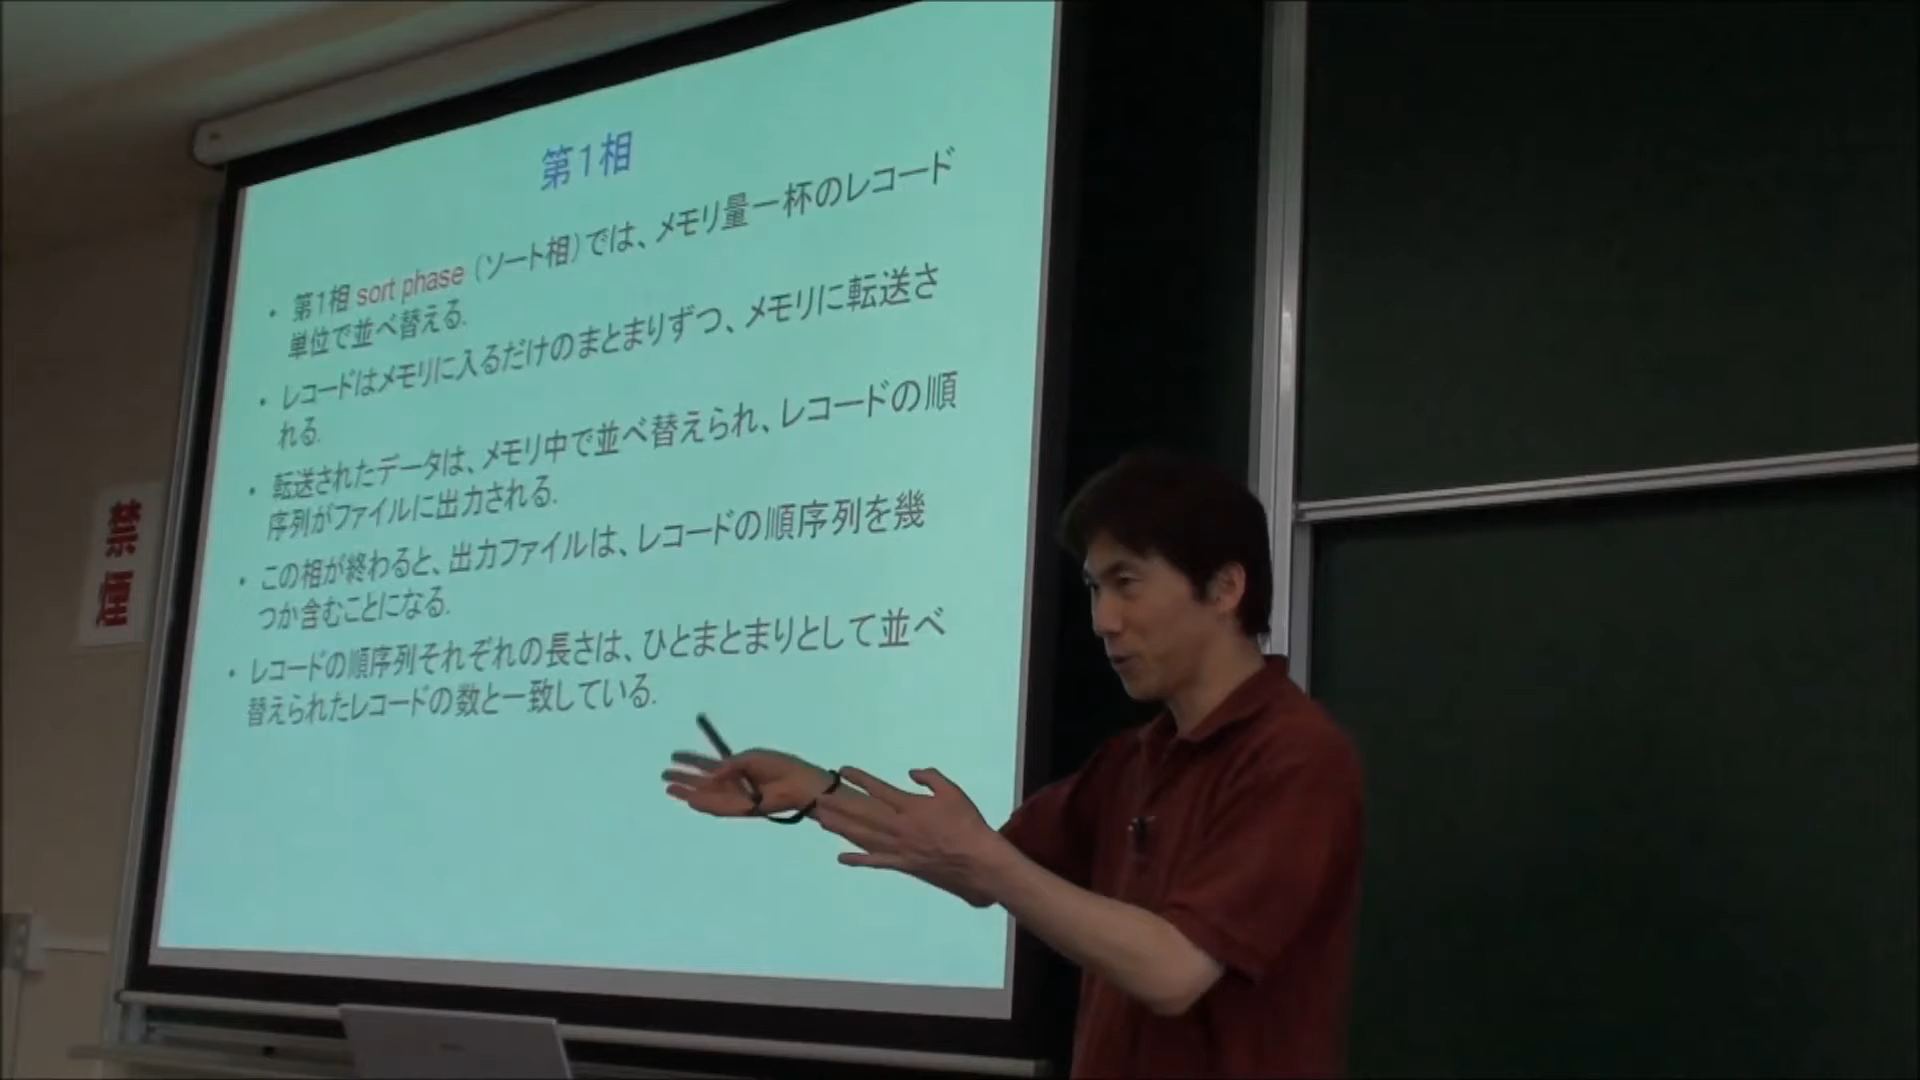 第1相
・ 第1相 sort phase (ソート相)では、メモリ量一杯のレコード
単位で並べ替える.
・ レコードはメモリに入るだけのまとまりずつ、メモリに転送さ
れる.
・ 転送されたデータは、メモリ中で並べ替えられ、レコードの順
序列がファイルに出力される.
・ この相が終わると、出力ファイルは、レコードの順序列を幾
つか含むことになる.
・ レコードの順序列それぞれの長さは、ひとまとまりとして並べ
替えられたレコードの数と一致している.
禁煙